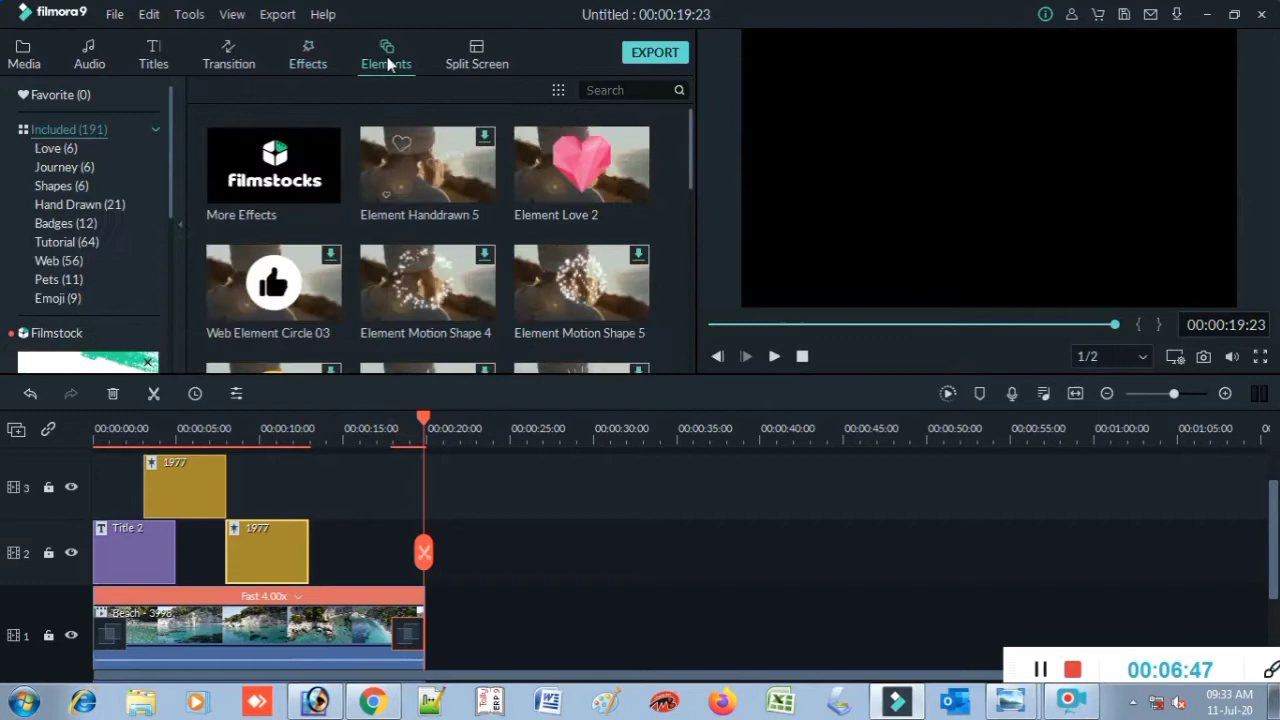 filmora9 File Edit Tools View Export Help Untitled : 00:00:19:23
Media Audio Titles Transition Effects Elements Split Screen EXPORT
Favorite (0)
Search
Included (191)
Love (6)
Journey (6)
Shapes (6)
Hand Drawn (21)
Badges (12)
Tutorial (64)
Web (56)
Pets (11)
Emoji (9)
Filmstock
filmstocks
More Effects Element Handdrawn 5 Element Love 2
Web Element Circle 03 Element Motion Shape 4 Element Motion Shape 5
00:00:19:23
1/2
00:00:00:00 00:00:05:00 00:00:10:00 00:00:15:00 00:00:20:00 00:00:25:00 00:00:30:00 00:00:35:00 00:00:40:00 00:00:45:00 00:00:50:00 00:00:55:00 00:01:00:00 00:01:05:00
3 1977
2 Title 2 1977
Fast 4.00x
Beach - 3998
1
00:06:47
09:33 AM
11-Jul-20